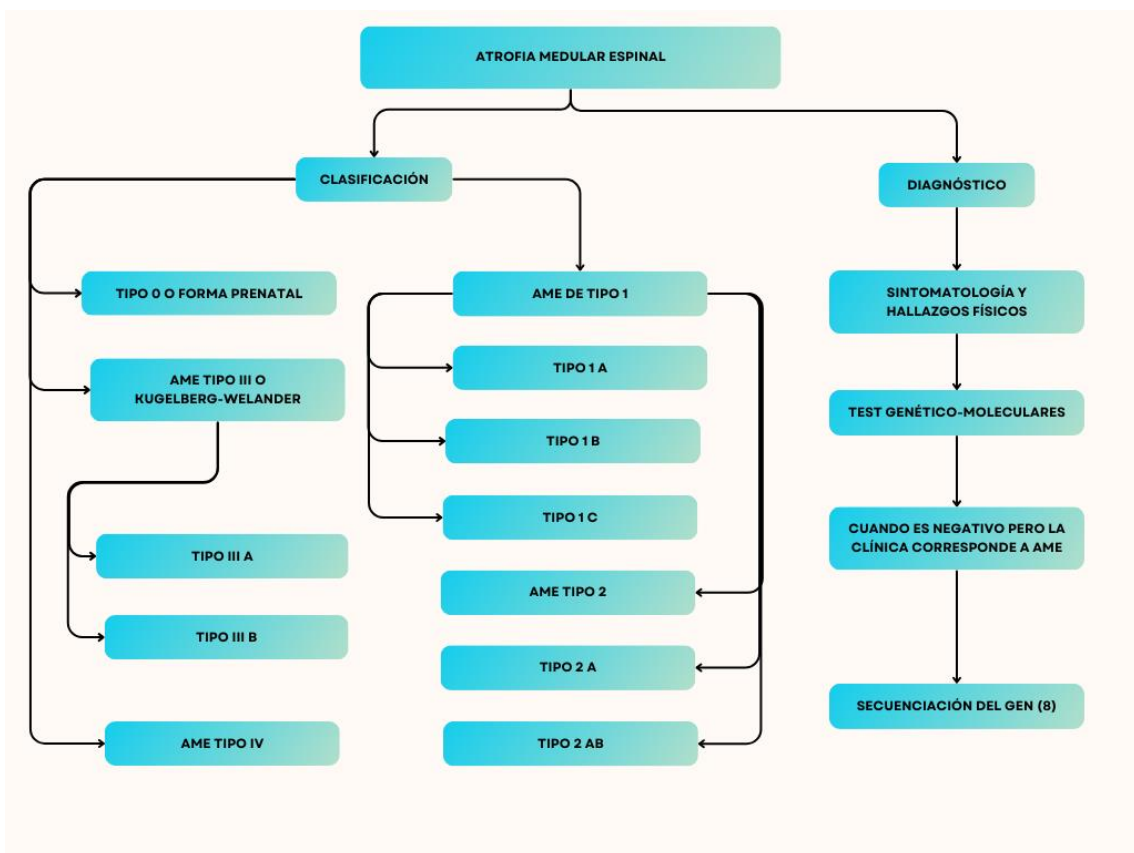 ATROFIA MEDULAR ESPINAL
CLASIFICACIÓN
DIAGNÓSTICO
TIPO 0 O FORMA PRENATAL
AME TIPO III O
KUGELBERG-WELANDER
TIPO III A
TIPO III B
AME TIPO IV
AME DE TIPO 1
TIPO 1 A
TIPO 1 B
TIPO 1 C
AME TIPO 2
TIPO 2 A
TIPO 2 AB
SINTOMATOLOGÍA Y
HALLAZGOS FÍSICOS
TEST GENÉTICO-MOLECULARES
CUANDO ES NEGATIVO PERO LA
CLÍNICA CORRESPONDE A AME
SECUENCIACIÓN DEL GEN (8)